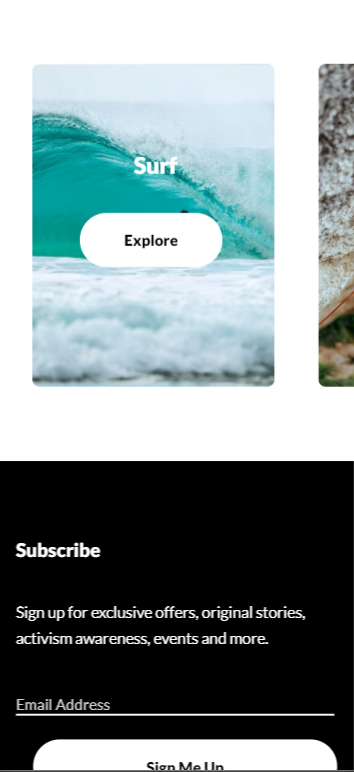 Surf
Explore
Subscribe
Sign up for exclusive offers, original stories,
activism awareness, events and more.
Email Address
Sign Me Up